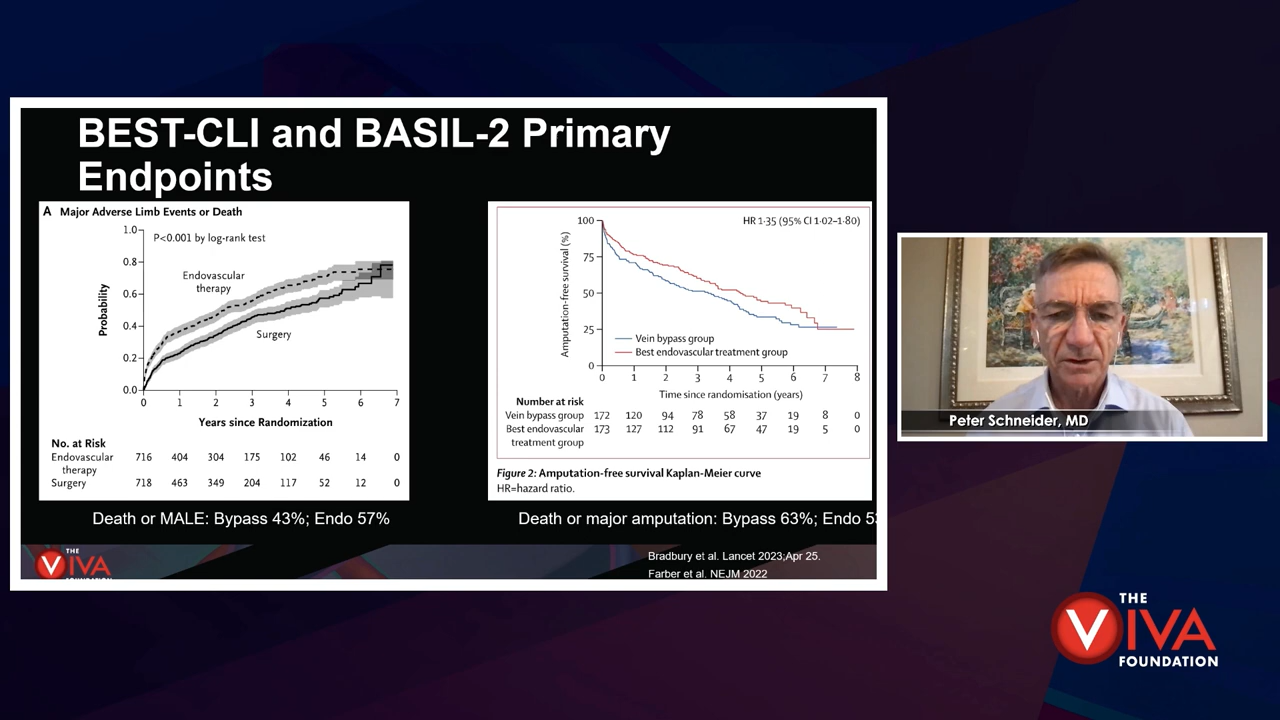 BEST-CLI and BASIL-2 Primary
Endpoints
A Major Adverse Limb Events or Death
P<0.001 by log-rank test
Endovascular
therapy
Surgery
Probability
1.0
0.8
0.6
0.4
0.2
0.0
0 1 2 3 4 5 6 7
Years since Randomization
No. at Risk
Endovascular 716 404 304 175 102 46 14 0
therapy
Surgery 718 463 349 204 117 52 12 0
Death or MALE: Bypass 43%; Endo 57%
HR 1·35 (95% CI 1·02–1·80)
Amputation-free survival (%)
100
75
50
25
0
Vein bypass group
Best endovascular treatment group
0 1 2 3 4 5 6 7 8
Time since randomisation (years)
Number at risk
Vein bypass group 172 120 94 78 58 37 19 8 0
Best endovascular 173 127 112 91 67 47 19 5 0
treatment group
Figure 2: Amputation-free survival Kaplan-Meier curve
HR=hazard ratio.
Death or major amputation: Bypass 63%; Endo
Bradbury et al. Lancet 2023;Apr 25.
Farber et al. NEJM 2022
THE
VIVA
FOUNDATION
Peter Schneider, MD
THE
VIVA
FOUNDATION